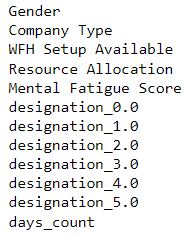 Gender
Company Type
WFH Setup Available
Resource Allocation
Mental Fatigue Score
designation_0.0
designation_1.0
designation_2.0
designation_3.0
designation_4.0
designation_5.0
days_count